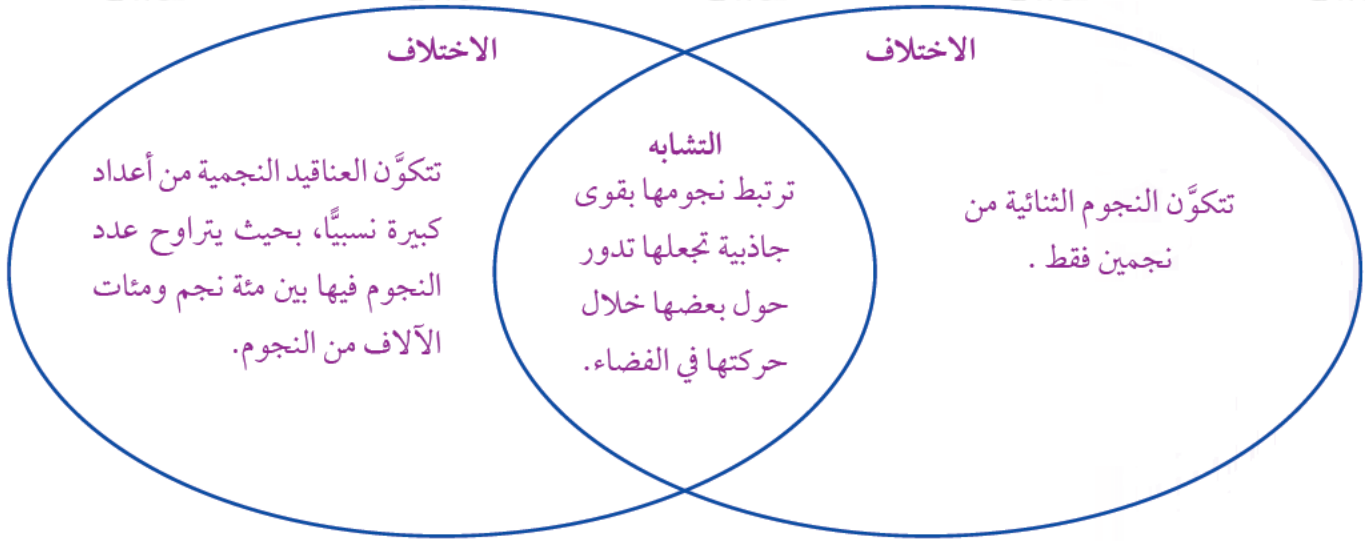 الاختلاف
تتكوَّن النجوم الثنائية من
نجمين فقط .
التشابه
ترتبط نجومها بقوى
جاذبية تجعلها تدور
حول بعضها خلال
حركتها في الفضاء.
الاختلاف
تتكوَّن العناقيد النجمية من أعداد
كبيرة نسبيًّا، بحيث يتراوح عدد
النجوم فيها بين مئة نجم ومئات
الآلاف من النجوم.